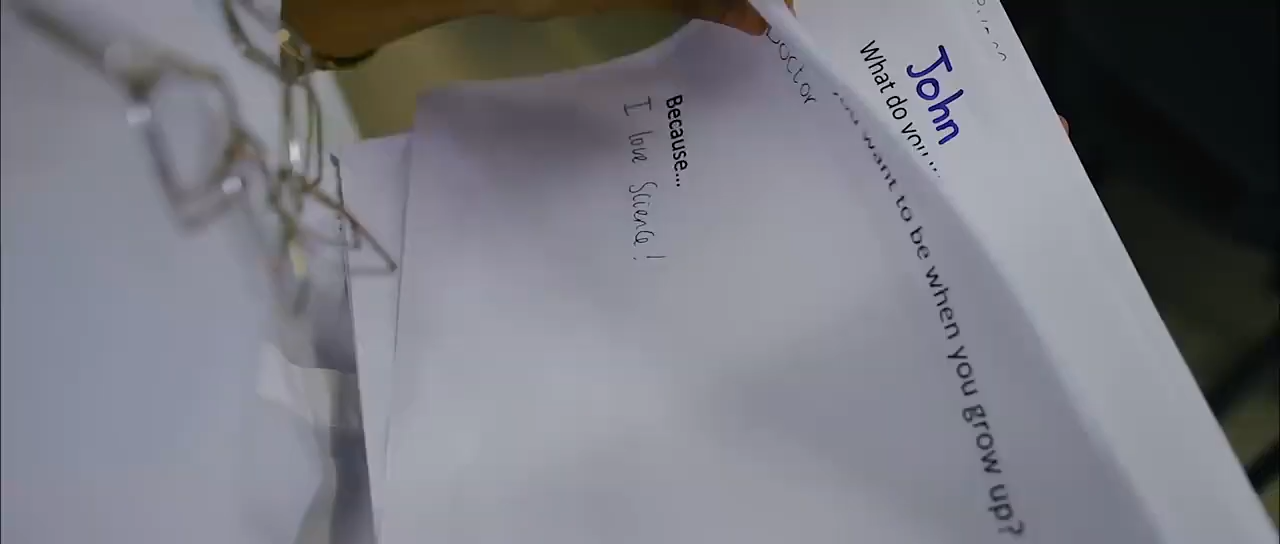 John
What do you
want to be when you grow up?
Doctor
Because...
I love Science!